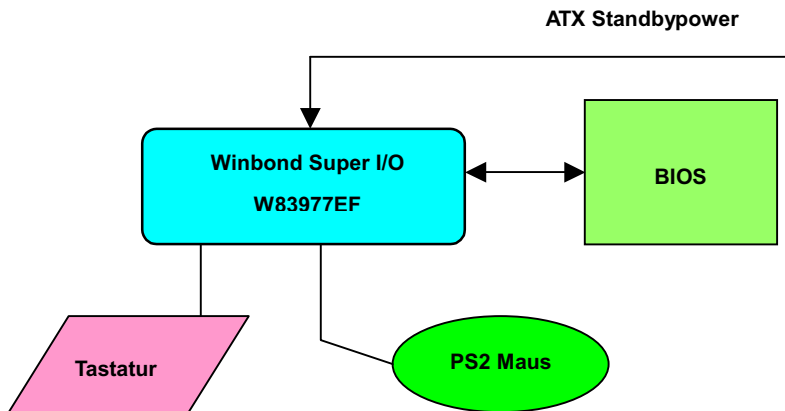 ATX Standbypower
Winbond Super I/O
W83977EF
BIOS
Tastatur
PS2 Maus